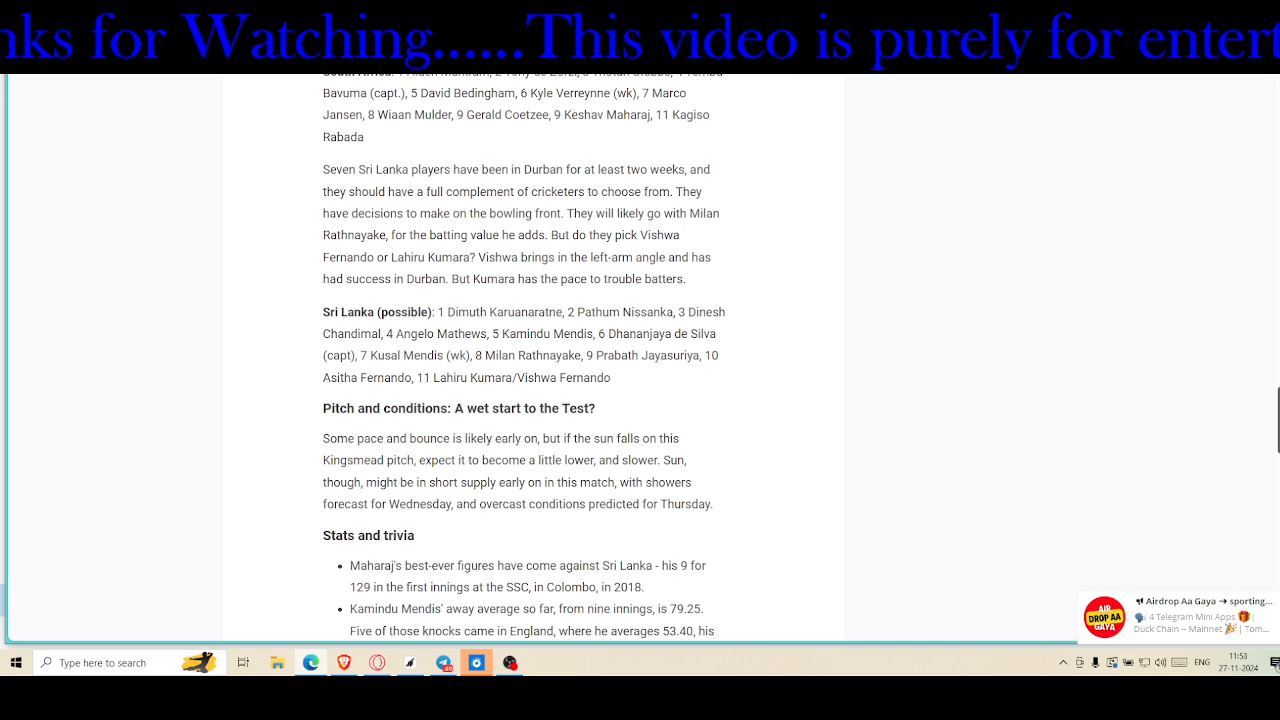 nks for Watching......This video is purely for entert
Bavuma (capt.), 5 David Bedingham, 6 Kyle Verreynne (wk), 7 Marco
Jansen, 8 Wiaan Mulder, 9 Gerald Coetzee, 9 Keshav Maharaj, 11 Kagiso
Rabada
Seven Sri Lanka players have been in Durban for at least two weeks, and
they should have a full complement of cricketers to choose from. They
have decisions to make on the bowling front. They will likely go with Milan
Rathnayake, for the batting value he adds. But do they pick Vishwa
Fernando or Lahiru Kumara? Vishwa brings in the left-arm angle and has
had success in Durban. But Kumara has the pace to trouble batters.
Sri Lanka (possible): 1 Dimuth Karuanaratne, 2 Pathum Nissanka, 3 Dinesh
Chandimal, 4 Angelo Mathews, 5 Kamindu Mendis, 6 Dhananjaya de Silva
(capt), 7 Kusal Mendis (wk), 8 Milan Rathnayake, 9 Prabath Jayasuriya, 10
Asitha Fernando, 11 Lahiru Kumara/Vishwa Fernando
Pitch and conditions: A wet start to the Test?
Some pace and bounce is likely early on, but if the sun falls on this
Kingsmead pitch, expect it to become a little lower, and slower. Sun,
though, might be in short supply early on in this match, with showers
forecast for Wednesday, and overcast conditions predicted for Thursday.
Stats and trivia
• Maharaj's best-ever figures have come against Sri Lanka - his 9 for
129 in the first innings at the SSC, in Colombo, in 2018.
• Kamindu Mendis' away average so far, from nine innings, is 79.25.
Five of those knocks came in England, where he averages 53.40, his
AIR DROP AA GAYA
Airdrop Aa Gaya ➔ sporting...
4 Telegram Mini Apps 🎁|
Duck Chain – Mainnet 🎉 | Tom...
Type here to search
ENG
11:53
27-11-2024